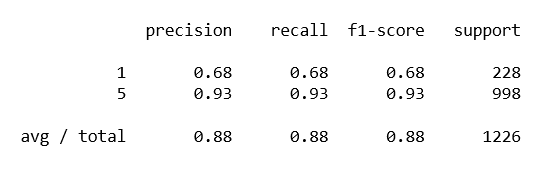 precision recall f1-score support
1 0.68 0.68 0.68 228
5 0.93 0.93 0.93 998
avg / total 0.88 0.88 0.88 1226